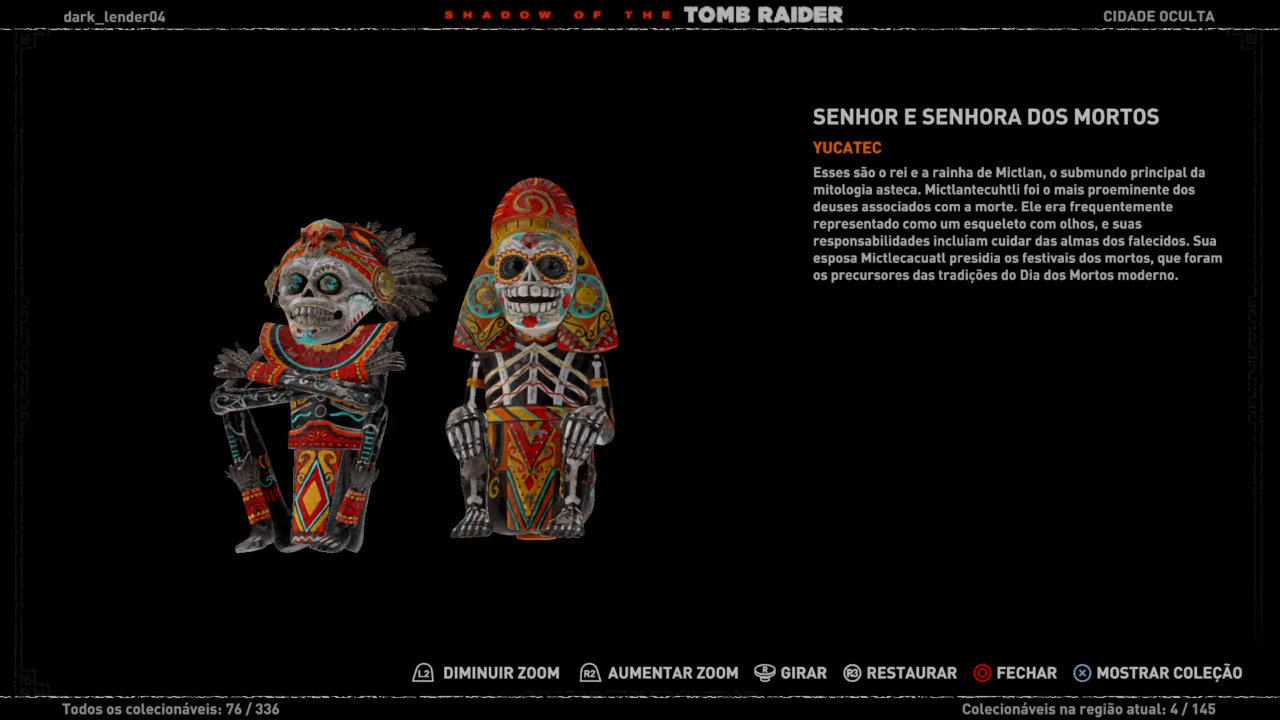 dark_lender04
SHADOW OF THE TOMB RAIDER
CIDADE OCULTA
SENHOR E SENHORA DOS MORTOS
YUCATEC
Esses são o rei e a rainha de Mictlan, o submundo principal da
mitologia asteca. Mictlantecuhtli foi o mais proeminente dos
deuses associados com a morte. Ele era frequentemente
representado como um esqueleto com olhos, e suas
responsabilidades incluíam cuidar das almas dos falecidos. Sua
esposa Mictlecacuatl presidia os festivais dos mortos, que foram
os precursores das tradições do Dia dos Mortos moderno.
L2 DIMINUIR ZOOM R2 AUMENTAR ZOOM R GIRAR R3 RESTAURAR FECHAR MOSTRAR COLEÇÃO
Todos os colecionáveis: 76 / 336
Colecionáveis na região atual: 4 / 145